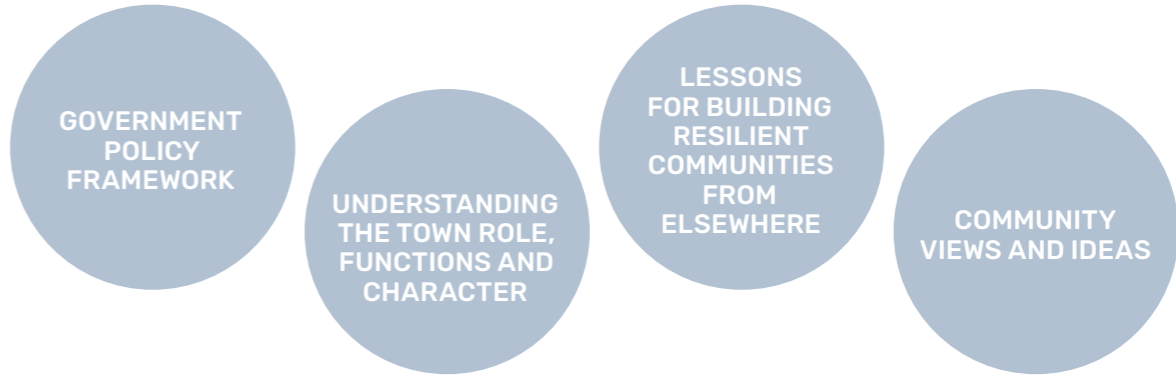 GOVERNMENT
POLICY
FRAMEWORK
UNDERSTANDING
THE TOWN ROLE,
FUNCTIONS AND
CHARACTER
LESSONS
FOR BUILDING
RESILIENT
COMMUNITIES
FROM
ELSEWHERE
COMMUNITY
VIEWS AND IDEAS